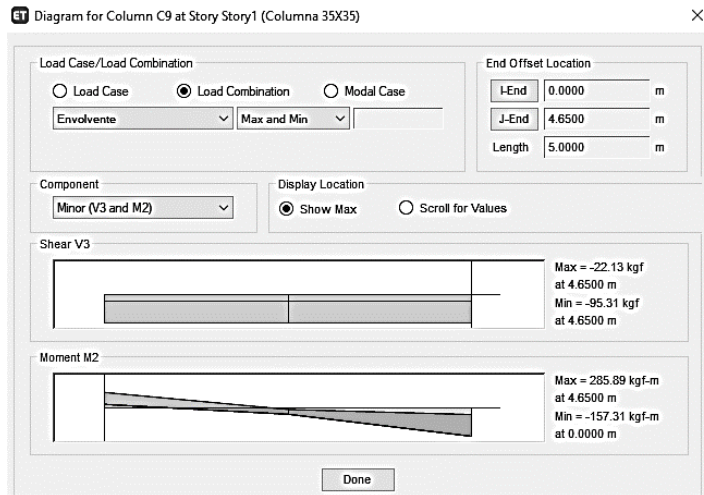 ET Diagram for Column C9 at Story Story1 (Columna 35X35)
Load Case/Load Combination
Load Case Load Combination Modal Case
Envolvente Max and Min
End Offset Location
I-End 0.0000 m
J-End 4.6500 m
Length 5.0000 m
Component
Minor (V3 and M2)
Display Location
Show Max Scroll for Values
Shear V3
Max = -22.13 kgf
at 4.6500 m
Min = -95.31 kgf
at 4.6500 m
Moment M2
Max = 285.89 kgf-m
at 4.6500 m
Min = -157.31 kgf-m
at 0.0000 m
Done